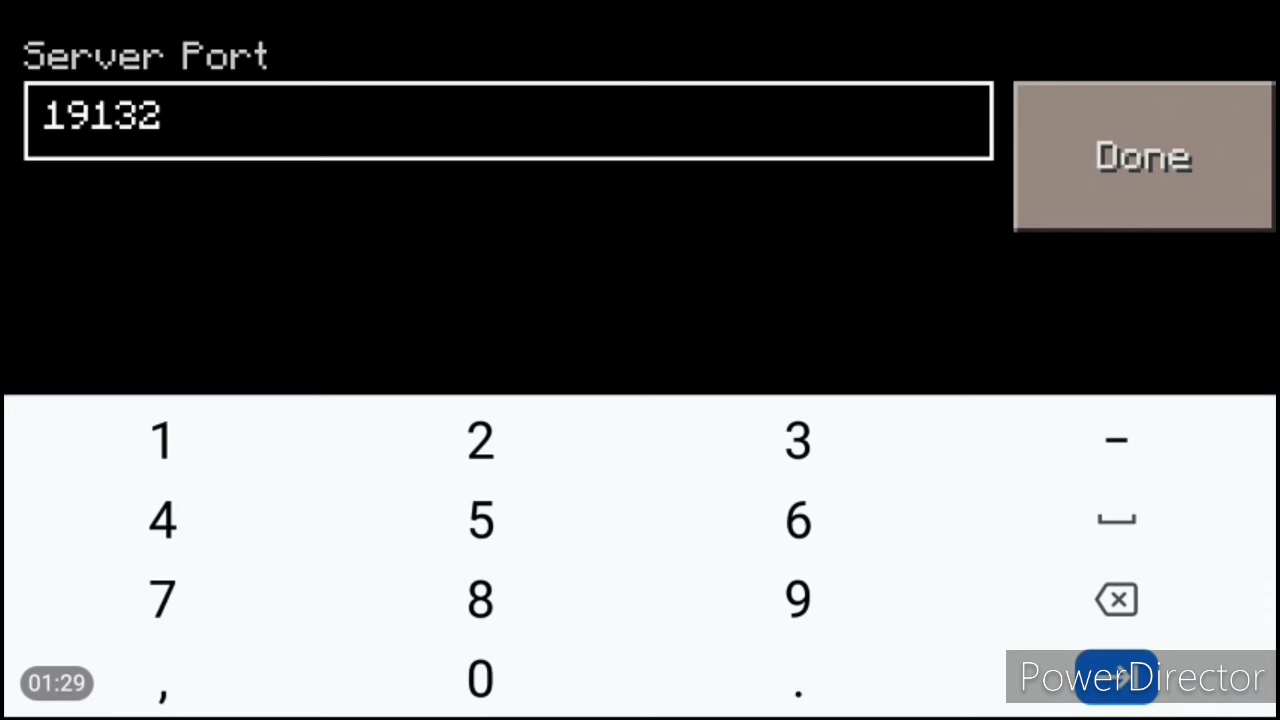 Server Port
19132
Done
1 2 3 -
4 5 6
7 8 9
01:29 , 0 .
PowerDirector